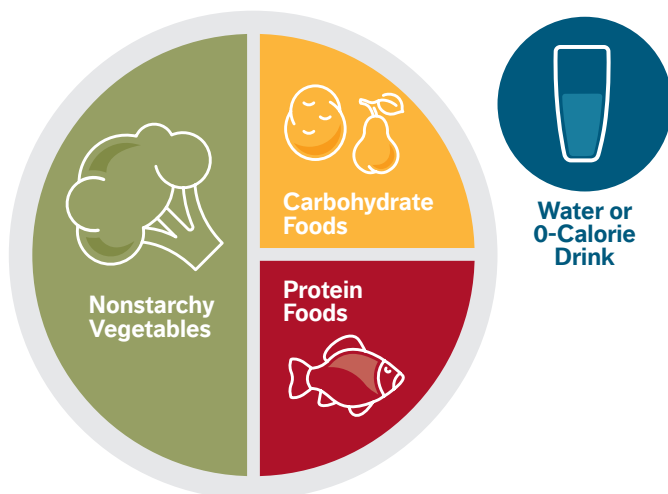 Carbohydrate
Foods
Water or
0-Calorie
Drink
Nonstarchy
Vegetables
Protein
Foods